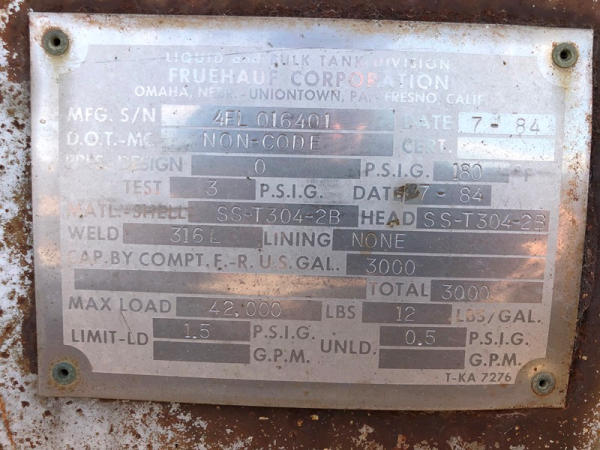 LIQUID and BULK TANK DIVISION
FRUEHAUF CORPORATION
OMAHA, NEBR. - UNIONTOWN, PA. FRESNO, CALIF.
MFG. S/N 4FL 016401 DATE 7-84
D.O.T.-MC NON-CODE CERT.
PRES. DESIGN 0 P.S.I.G. 180 °F
TEST 3 P.S.I.G. DATE 7-84
MATL.-SHELL SS-T304-2B HEAD SS-T304-2B
WELD 316L LINING NONE
CAP. BY COMPT. F.-R. U.S. GAL. 3000
TOTAL 3000
MAX LOAD 42,000 LBS 12 LBS/GAL.
LIMIT-LD 1.5 P.S.I.G. UNLD. 0.5 P.S.I.G.
G.P.M. G.P.M.
T-KA 7276